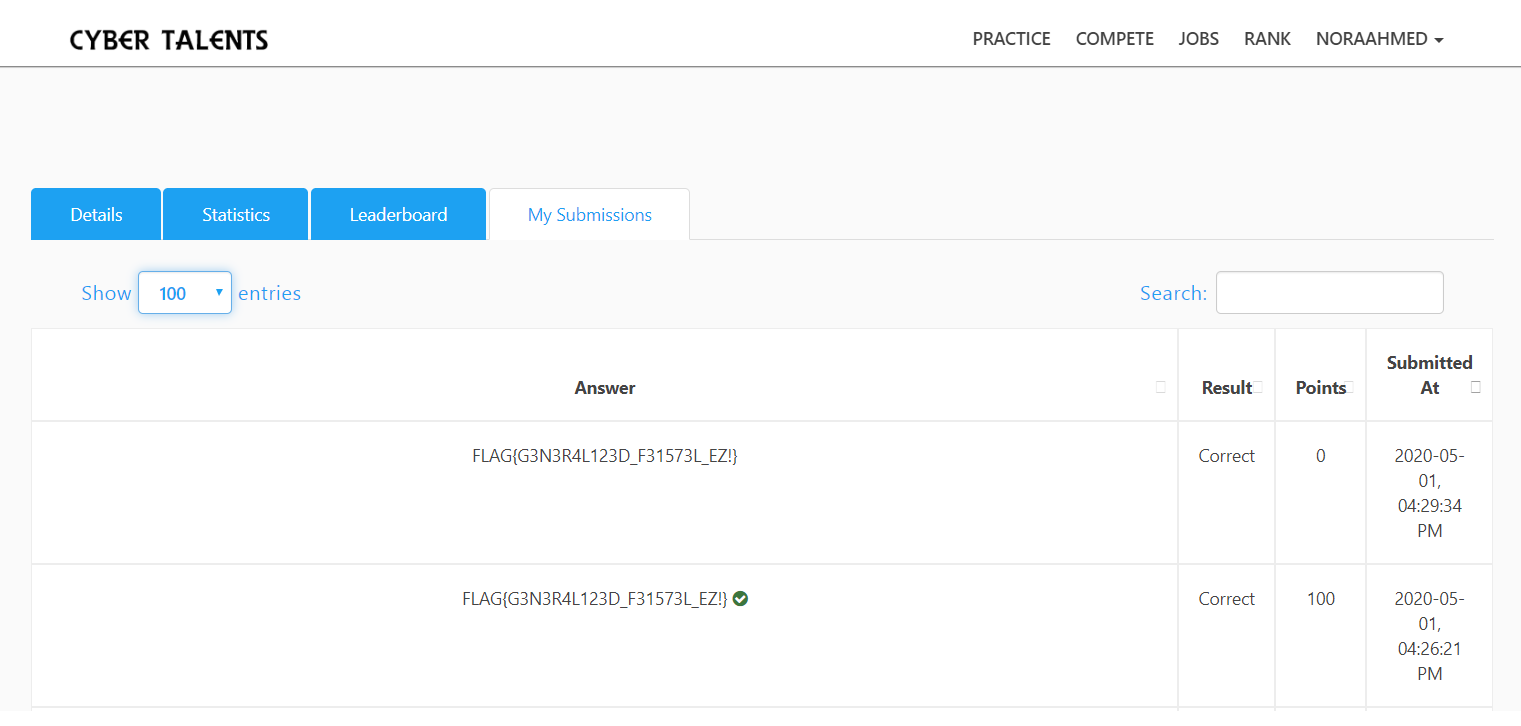 CYBER TALENTS
PRACTICE COMPETE JOBS RANK NORAAHMED
Details Statistics Leaderboard My Submissions
Show 100 entries Search:
Answer Result Points Submitted At
FLAG{G3N3R4L123D_F31573L_EZ!} Correct 0 2020-05-
01,
04:29:34
PM
FLAG{G3N3R4L123D_F31573L_EZ!} Correct 100 2020-05-
01,
04:26:21
PM